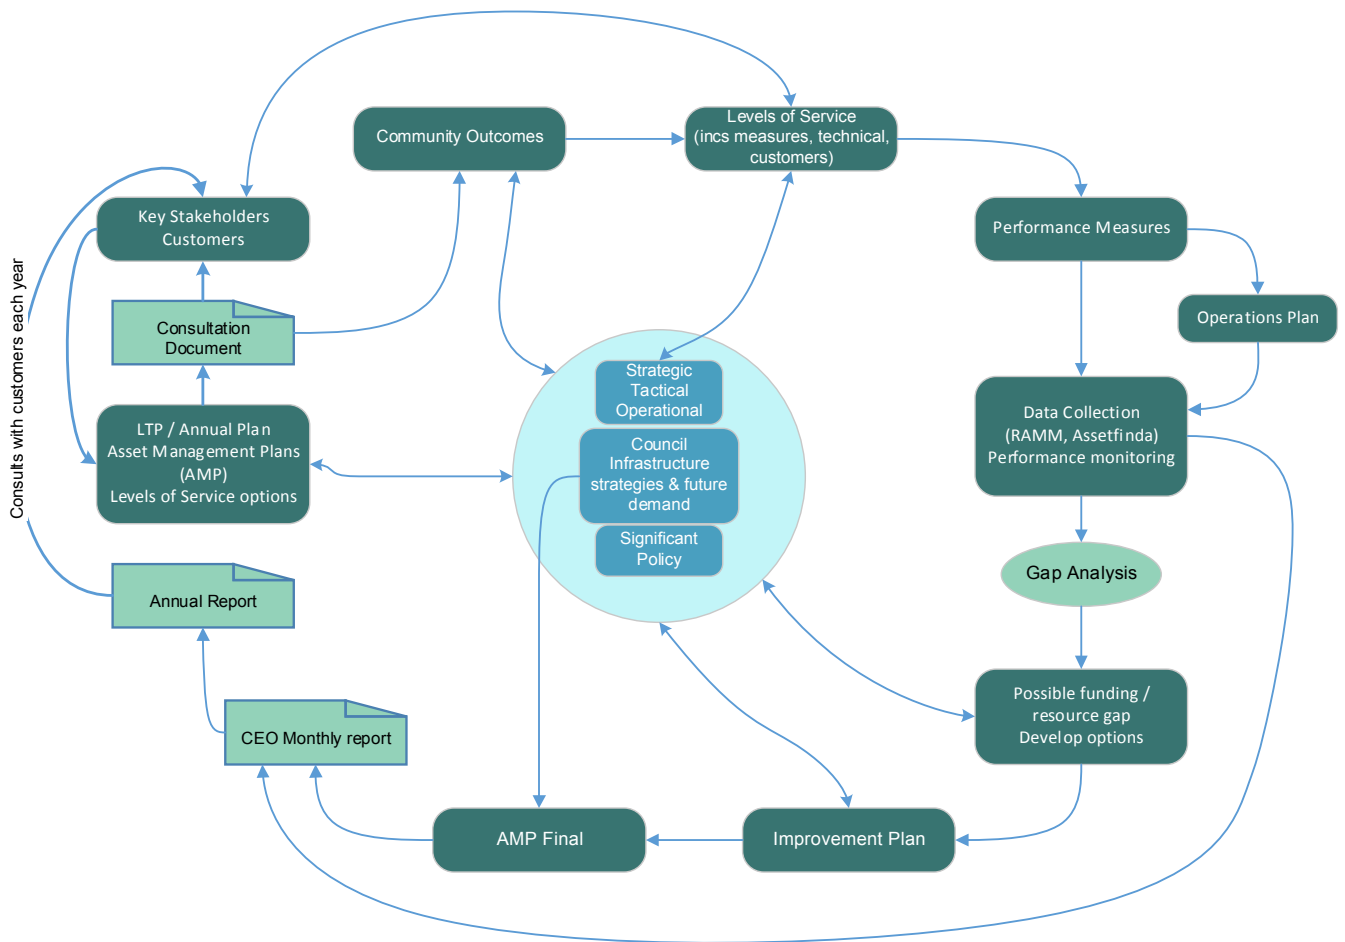 Community Outcomes
Levels of Service
(incs measures, technical,
customers)
Key Stakeholders
Customers
Performance Measures
Consultation
Document
Operations Plan
Consults with customers each year
LTP / Annual Plan
Asset Management Plans
(AMP)
Levels of Service options
Strategic
Tactical
Operational
Council
Infrastructure
strategies & future
demand
Significant
Policy
Data Collection
(RAMM, Assetfinda)
Performance monitoring
Gap Analysis
Annual Report
Possible funding /
resource gap
Develop options
CEO Monthly report
AMP Final
Improvement Plan